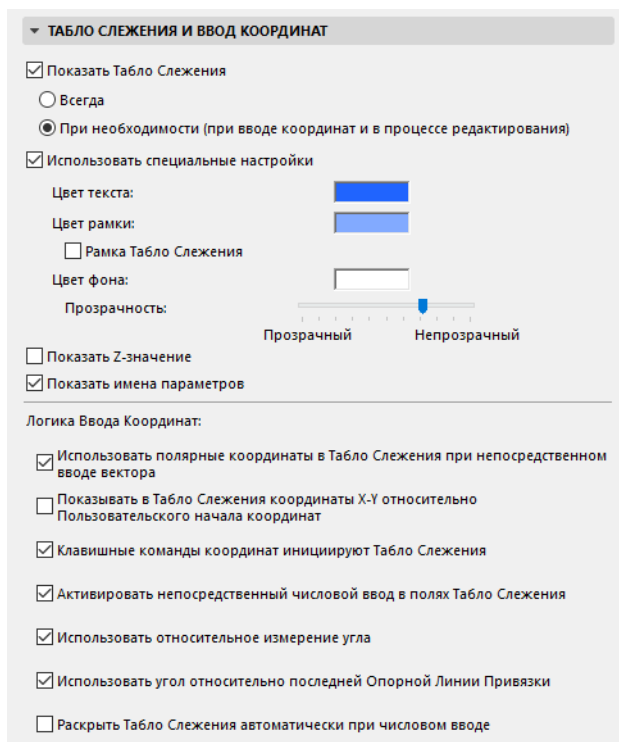 ТАБЛО СЛЕЖЕНИЯ И ВВОД КООРДИНАТ
Показать Табло Слежения
Всегда
При необходимости (при вводе координат и в процессе редактирования)
Использовать специальные настройки
Цвет текста:
Цвет рамки:
Рамка Табло Слежения
Цвет фона:
Прозрачность:
Прозрачный Непрозрачный
Показать Z-значение
Показать имена параметров
Логика Ввода Координат:
Использовать полярные координаты в Табло Слежения при непосредственном
вводе вектора
Показывать в Табло Слежения координаты X-Y относительно
Пользовательского начала координат
Клавишные команды координат инициируют Табло Слежения
Активировать непосредственный числовой ввод в полях Табло Слежения
Использовать относительное измерение угла
Использовать угол относительно последней Опорной Линии Привязки
Раскрыть Табло Слежения автоматически при числовом вводе